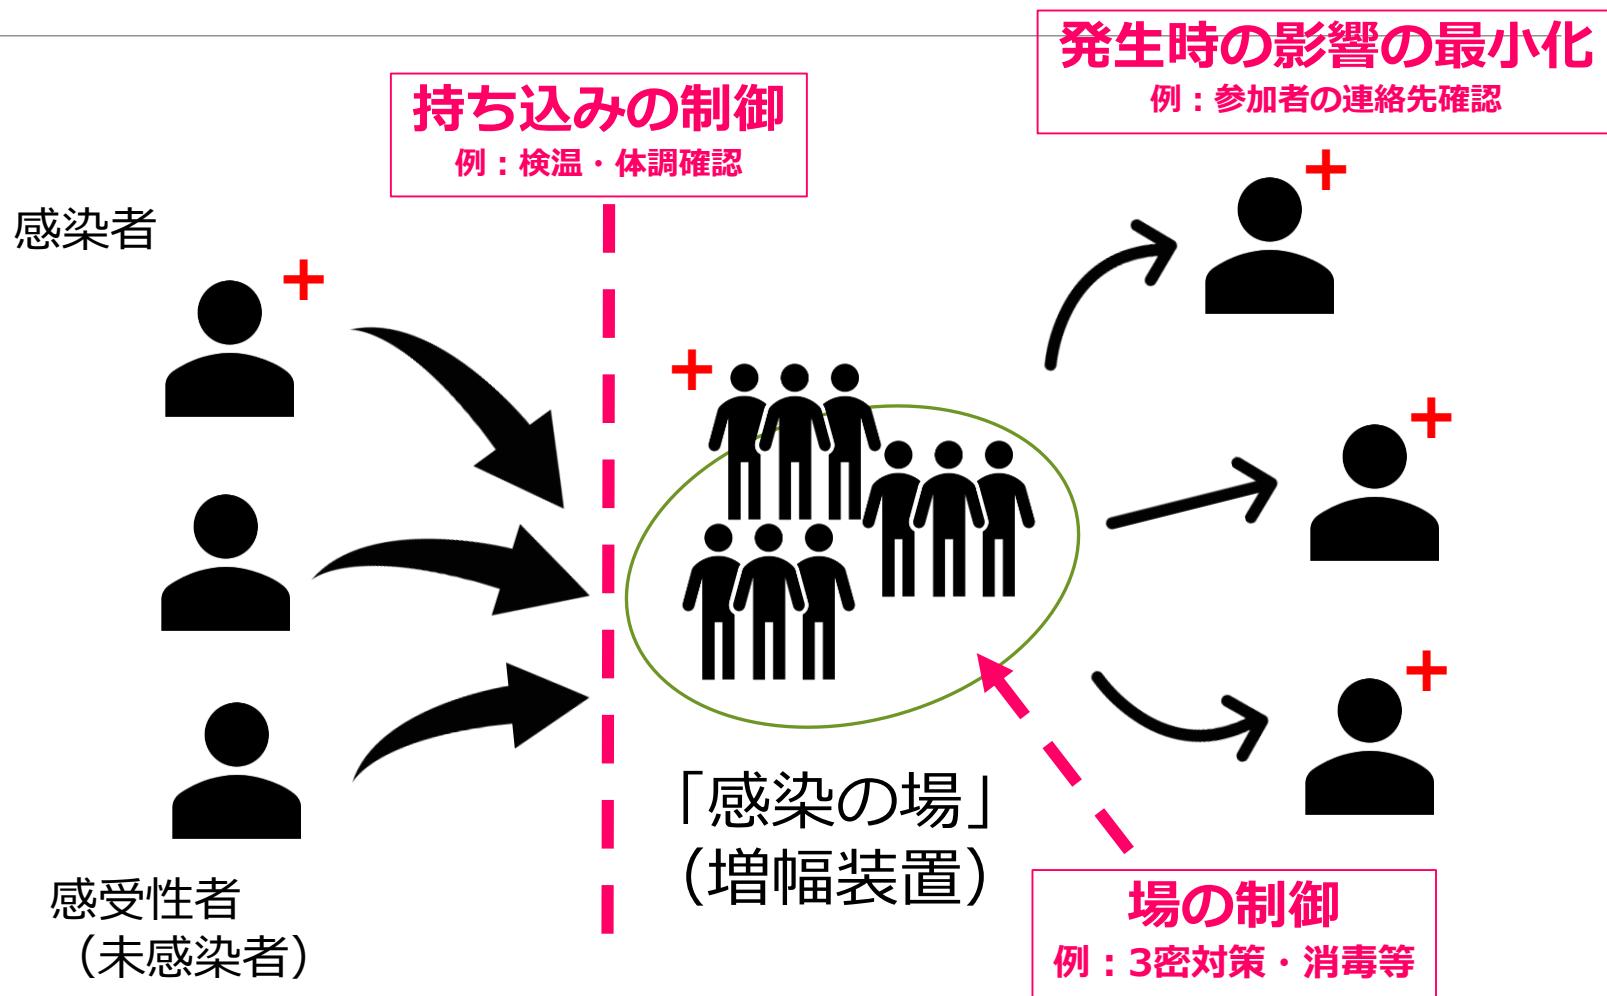 発生時の影響の最小化
例：参加者の連絡先確認
持ち込みの制御
例：検温・体調確認
感染者
「感染の場」
（増幅装置）
感受性者
（未感染者）
場の制御
例：3密対策・消毒等